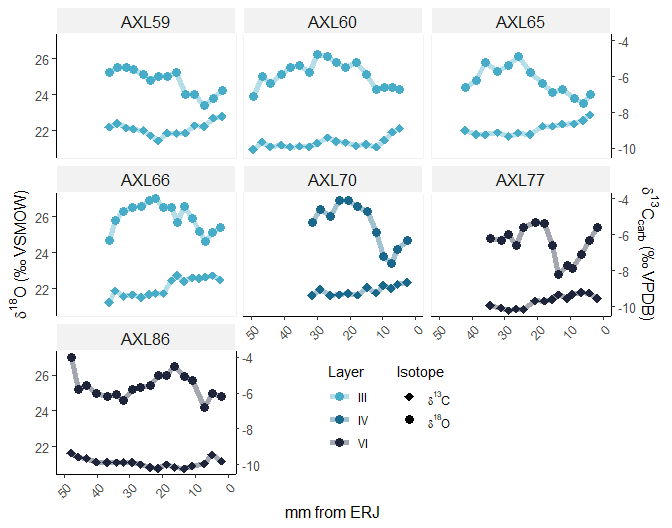 AXL59 AXL60 AXL65
26
24
22
-4
-6
-8
-10
AXL66 AXL70 AXL77
26
24
22
-4
-6
-8
-10
50 40 30 20 10 0
50 40 30 20 10 0
δ¹⁸O (‰ VSMOW)
δ¹³C carb (‰ VPDB)
AXL86
26
24
22
-4
-6
-8
-10
50 40 30 20 10 0
Layer
III
IV
VI
Isotope
δ¹³C
δ¹⁸O
mm from ERJ